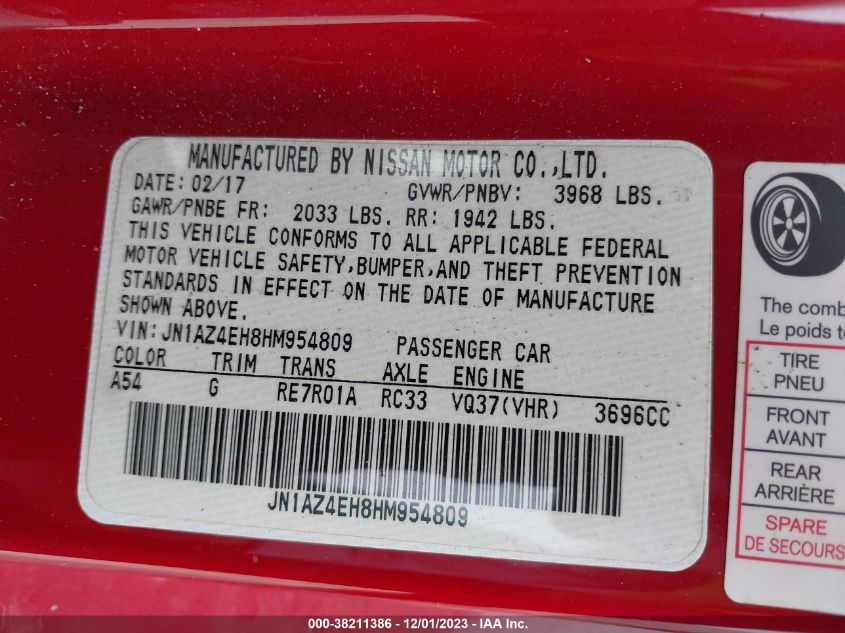 MANUFACTURED BY NISSAN MOTOR CO.,LTD.
DATE: 02/17 GVWR/PNBV: 3968 LBS.
GAWR/PNBE FR: 2033 LBS. RR: 1942 LBS.
THIS VEHICLE CONFORMS TO ALL APPLICABLE FEDERAL
MOTOR VEHICLE SAFETY,BUMPER,AND THEFT PREVENTION
STANDARDS IN EFFECT ON THE DATE OF MANUFACTURE
SHOWN ABOVE.
VIN:JN1AZ4EH8HM954809 PASSENGER CAR
COLOR TRIM TRANS AXLE ENGINE
A54 G RE7R01A RC33 VQ37(VHR) 3696CC
JN1AZ4EH8HM954809
The comb
Le poids to
TIRE
PNEU
FRONT
AVANT
REAR
ARRIÈRE
SPARE
DE SECOURS
000-38211386 - 12/01/2023 - IAA Inc.